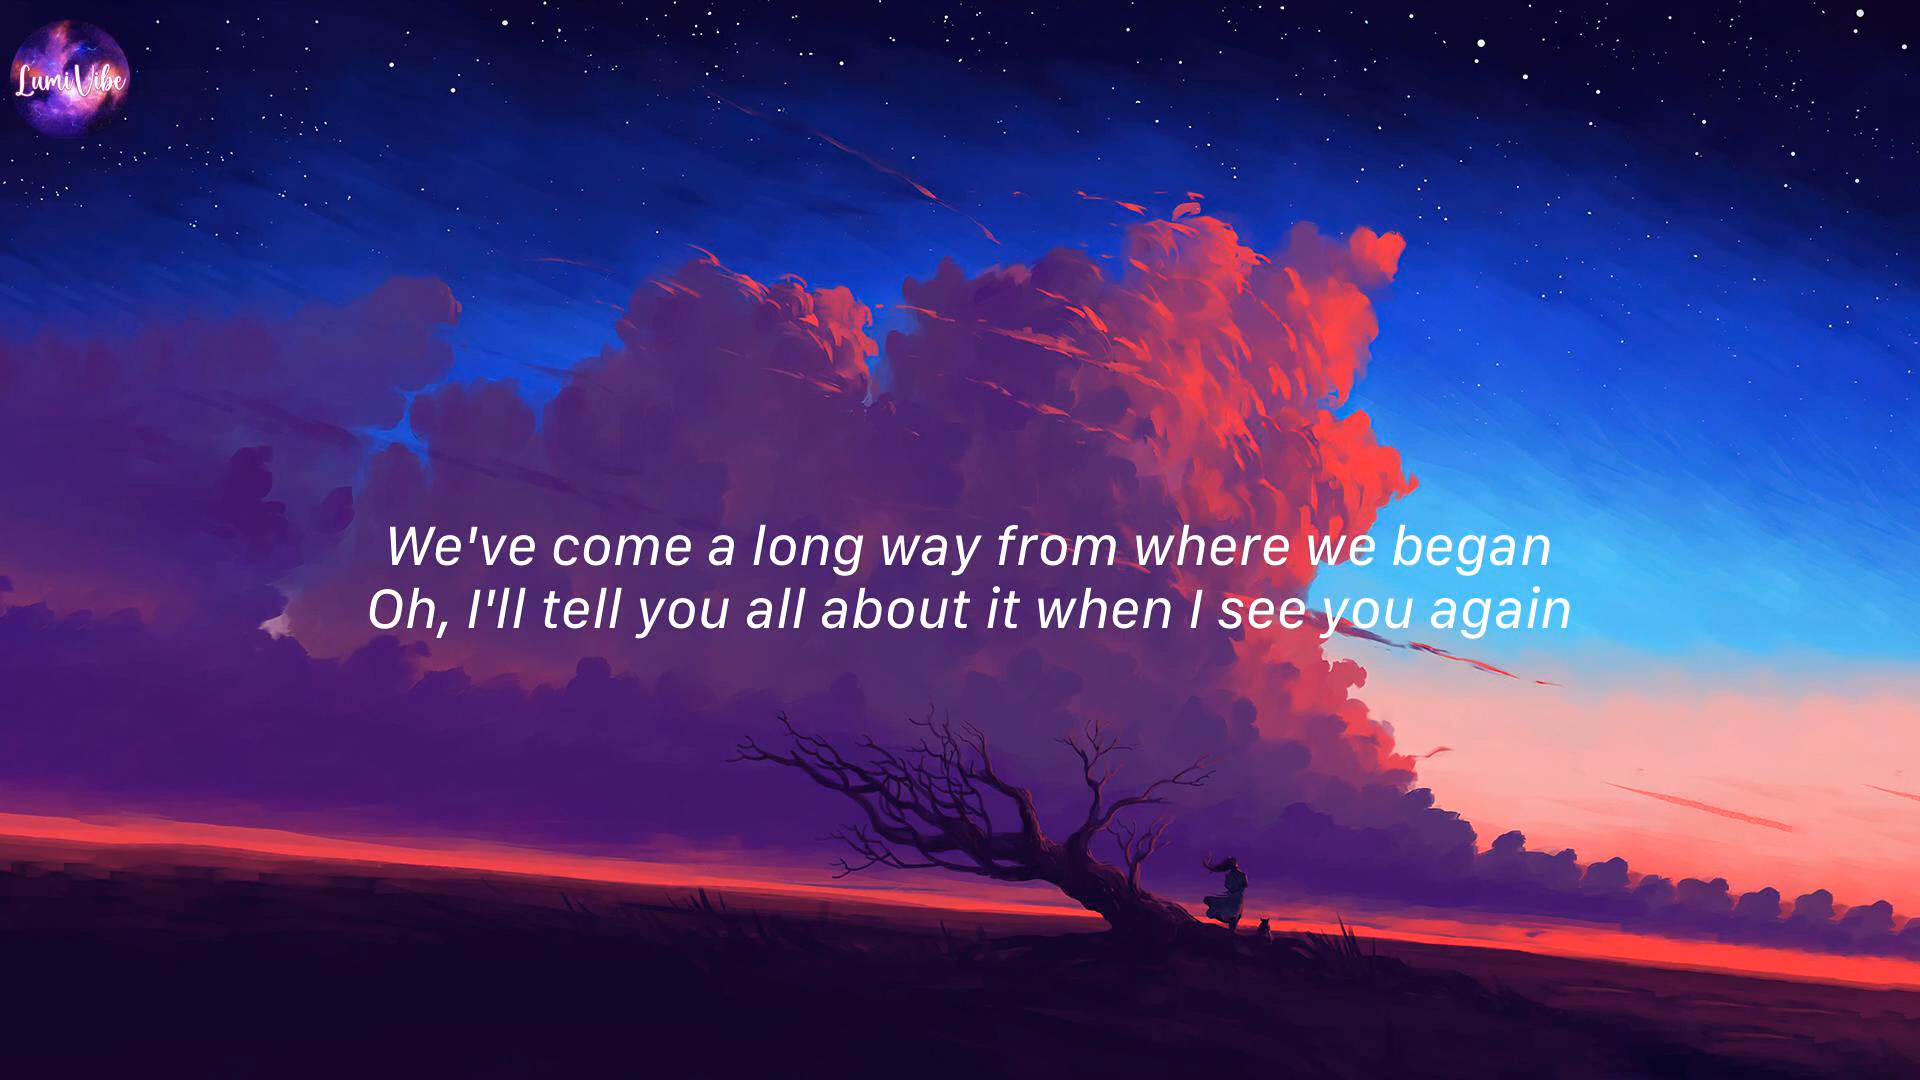 LumiVibe
We've come a long way from where we began
Oh, I'll tell you all about it when I see you again